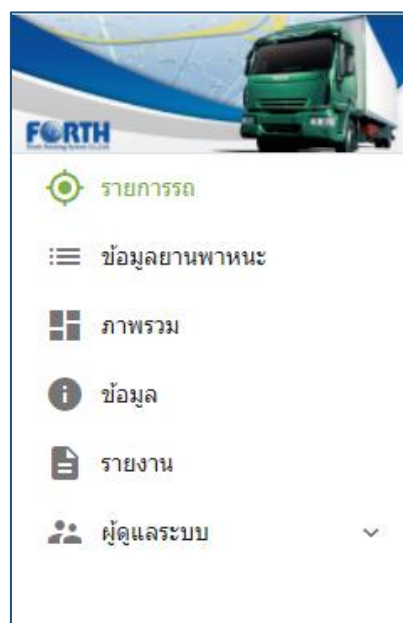 FORTH
รายการรถ
ข้อมูลยานพาหนะ
ภาพรวม
ข้อมูล
รายงาน
ผู้ดูแลระบบ